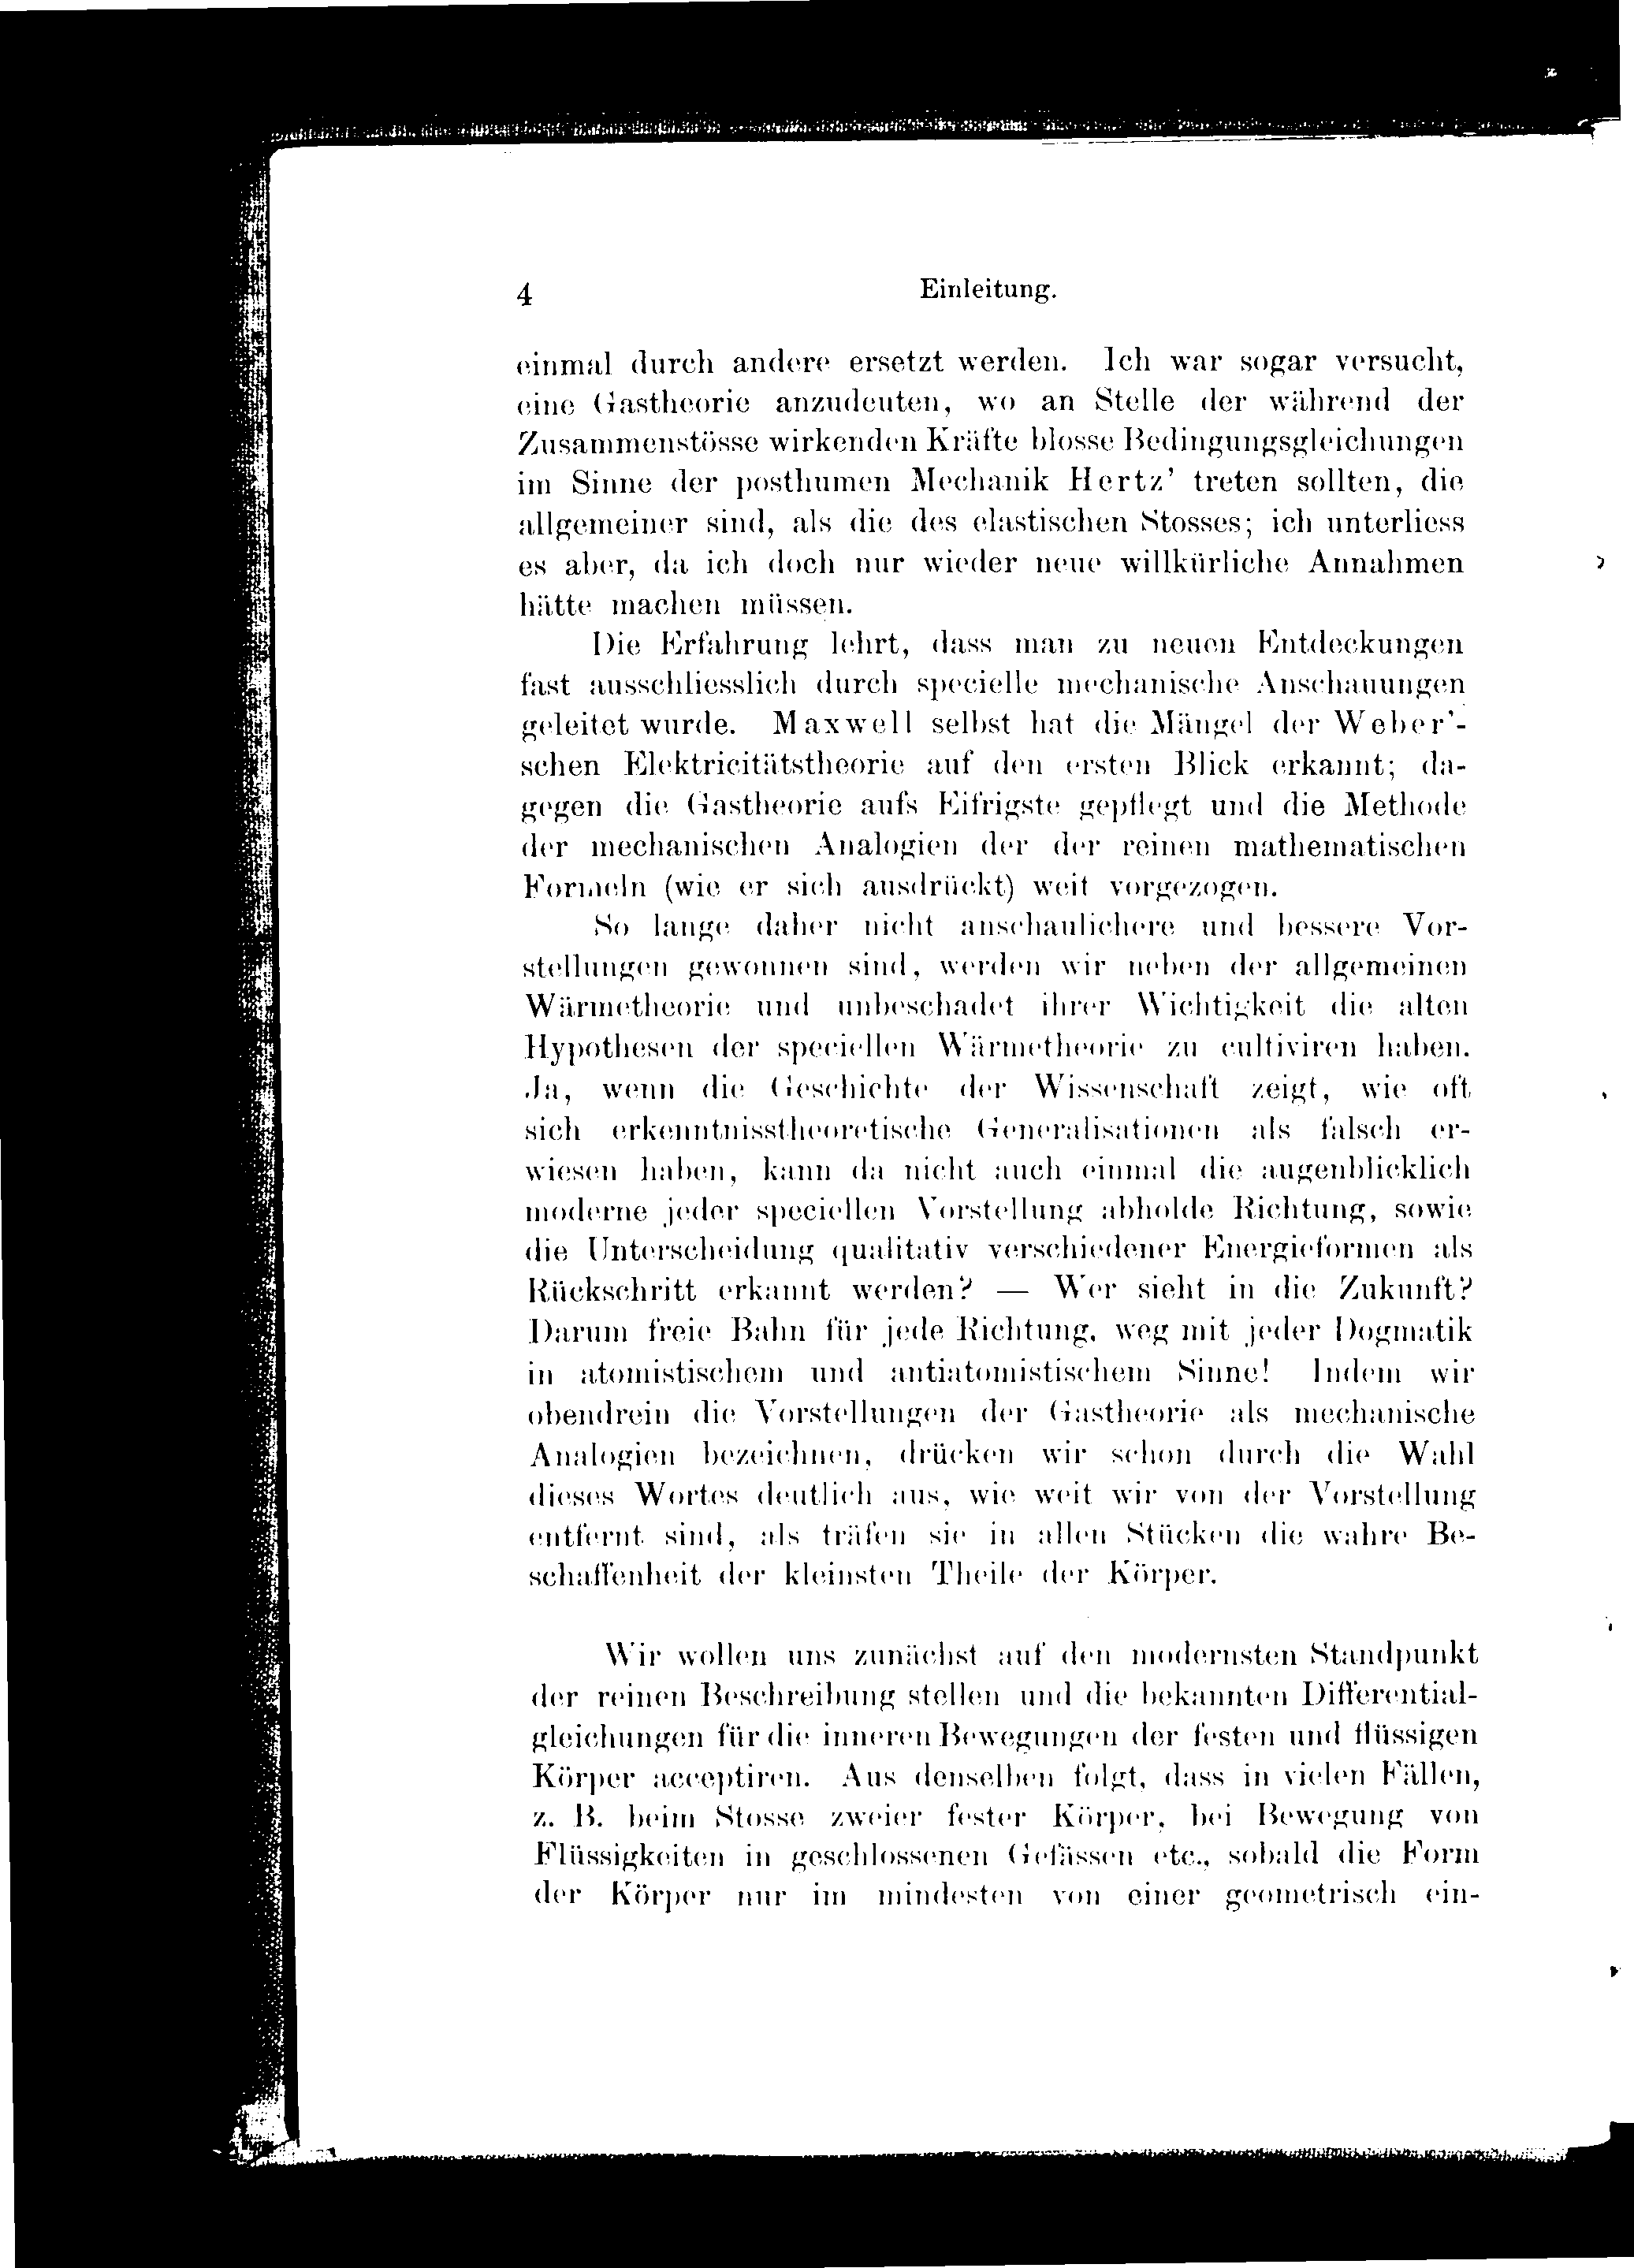 4 Einleitung.
einmal durch andere ersetzt werden. Ich war sogar versucht,
eine Gastheorie anzudeuten, wo an Stelle der während der
Zusammenstösse wirkenden Kräfte blosse Bedingungsgleichungen
im Sinne der posthumen Mechanik Hertz' treten sollten, die
allgemeiner sind, als die des elastischen Stosses; ich unterliess
es aber, da ich doch nur wieder neue willkürliche Annahmen
hätte machen müssen.
Die Erfahrung lehrt, dass man zu neuen Entdeckungen
fast ausschliesslich durch specielle mechanische Anschauungen
geleitet wurde. Maxwell selbst hat die Mängel der Weber'-
schen Elektricitätstheorie auf den ersten Blick erkannt; da-
gegen die Gastheorie aufs Eifrigste gepflegt und die Methode
der mechanischen Analogien der der reinen mathematischen
Formeln (wie er sich ausdrückt) weit vorgezogen.
So lange daher nicht anschaulichere und bessere Vor-
stellungen gewonnen sind, werden wir neben der allgemeinen
Wärmetheorie und unbeschadet ihrer Wichtigkeit die alten
Hypothesen der speciellen Wärmetheorie zu cultiviren haben.
Ja, wenn die Geschichte der Wissenschaft zeigt, wie oft
sich erkenntnisstheoretische Generalisationen als falsch er-
wiesen haben, kann da nicht auch einmal die augenblicklich
moderne jeder speciellen Vorstellung abholde Richtung, sowie
die Unterscheidung qualitativ verschiedener Energieformen als
Rückschritt erkannt werden? — Wer sieht in die Zukunft?
Darum freie Bahn für jede Richtung, weg mit jeder Dogmatik
in atomistischem und antiatomistischem Sinne! Indem wir
obendrein die Vorstellungen der Gastheorie als mechanische
Analogien bezeichnen, drücken wir schon durch die Wahl
dieses Wortes deutlich aus, wie weit wir von der Vorstellung
entfernt sind, als träfen sie in allen Stücken die wahre Be-
schaffenheit der kleinsten Theile der Körper.
Wir wollen uns zunächst auf den modernsten Standpunkt
der reinen Beschreibung stellen und die bekannten Differential-
gleichungen für die inneren Bewegungen der festen und flüssigen
Körper acceptiren. Aus denselben folgt, dass in vielen Fällen,
z. B. beim Stosse zweier fester Körper, bei Bewegung von
Flüssigkeiten in geschlossenen Gefässen etc., sobald die Form
der Körper nur im mindesten von einer geometrisch ein-